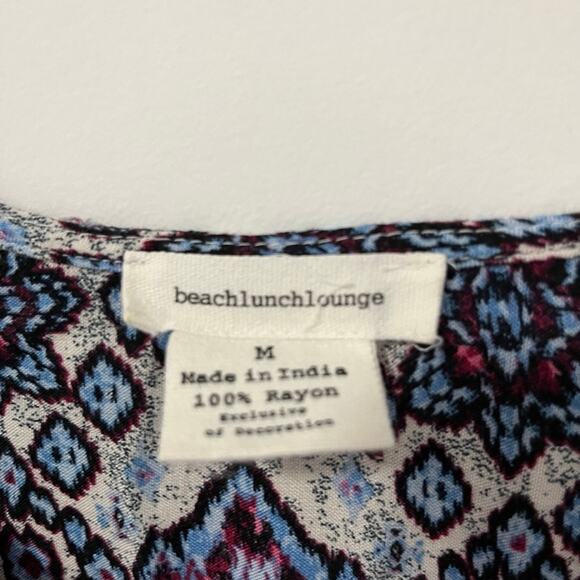 beachlunchlounge
M
Made in India
100% Rayon
Exclusive
of Decoration